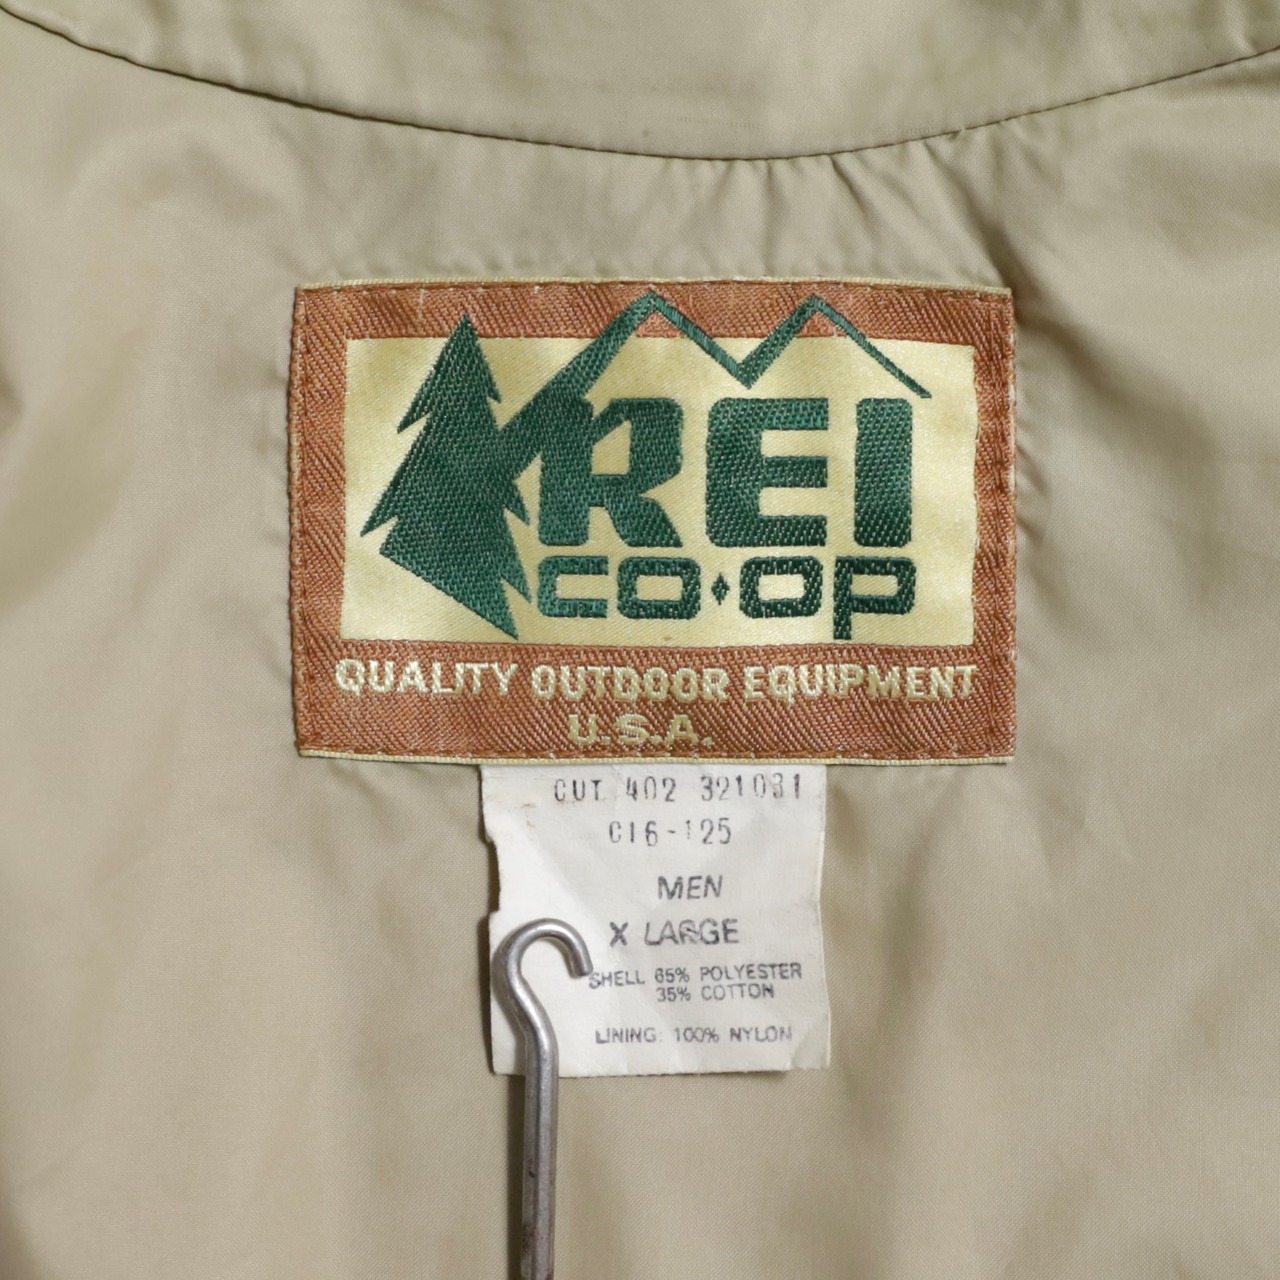 REI
CO·OP
QUALITY OUTDOOR EQUIPMENT
U.S.A.
CUT 402 321031
C16-125
MEN
X LARGE
SHELL 65% POLYESTER
35% COTTON
LINING: 100% NYLON